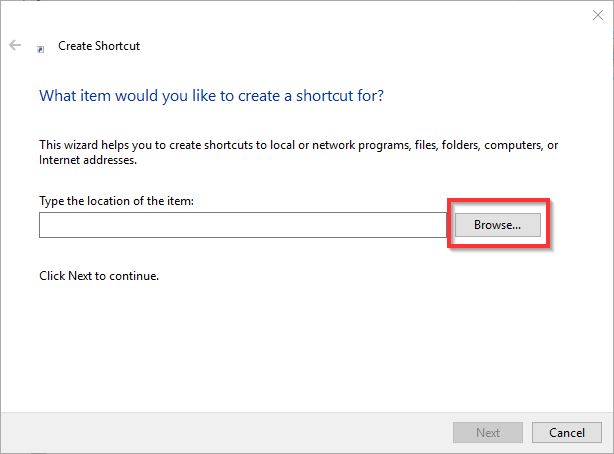 Create Shortcut
What item would you like to create a shortcut for?
This wizard helps you to create shortcuts to local or network programs, files, folders, computers, or
Internet addresses.
Type the location of the item:
Browse...
Click Next to continue.
Next
Cancel